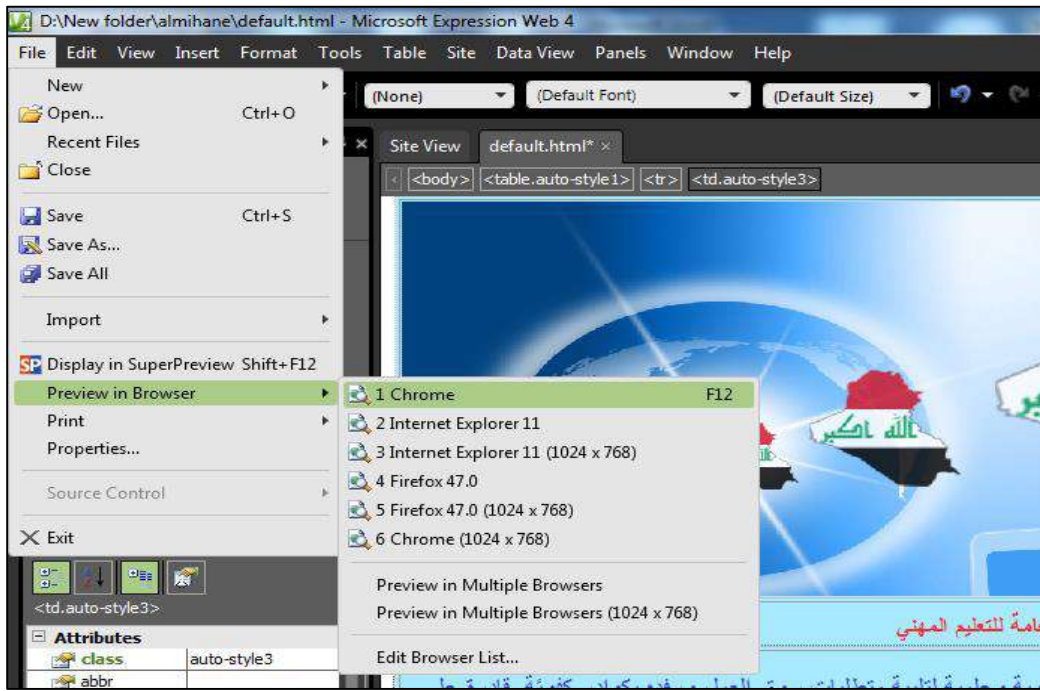 D:\New folder\almihane\default.html - Microsoft Expression Web 4
File Edit View Insert Format Tools Table Site Data View Panels Window Help
(None) (Default Font) (Default Size)
New
Open... Ctrl+O
Recent Files
Close
Save Ctrl+S
Save As...
Save All
Import
Display in SuperPreview Shift+F12
Preview in Browser
Print
Properties...
Source Control
Exit
Site View default.html*
<body> <table.auto-style1> <tr> <td.auto-style3>
1 Chrome F12
2 Internet Explorer 11
3 Internet Explorer 11 (1024 x 768)
4 Firefox 47.0
5 Firefox 47.0 (1024 x 768)
6 Chrome (1024 x 768)
Preview in Multiple Browsers
Preview in Multiple Browsers (1024 x 768)
Edit Browser List...
الله اكبر
للتعليم المهني
<td.auto-style3>
Attributes
class auto-style3
abbr